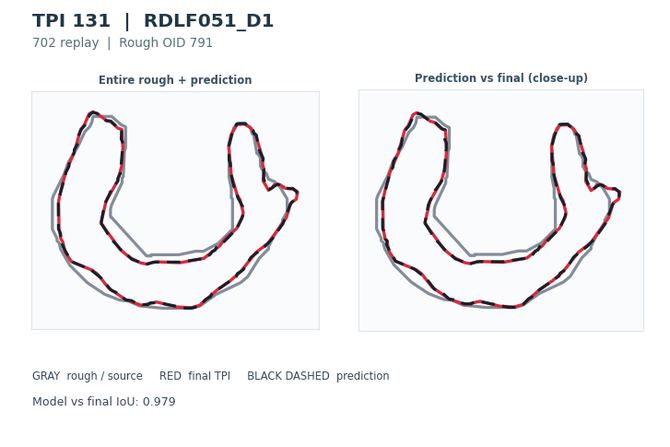 TPI 131 | RDLF051_D1
702 replay | Rough OID 791
Entire rough + prediction
Prediction vs final (close-up)
GRAY rough / source RED final TPI BLACK DASHED prediction
Model vs final IoU: 0.979